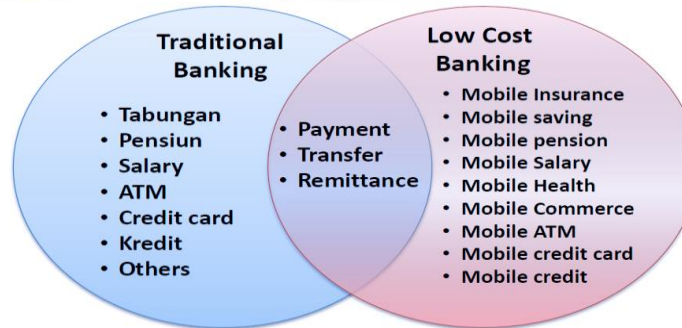 Traditional
Banking
• Tabungan
• Pensiun
• Salary
• ATM
• Credit card
• Kredit
• Others
• Payment
• Transfer
• Remittance
Low Cost
Banking
• Mobile Insurance
• Mobile saving
• Mobile pension
• Mobile Salary
• Mobile Health
• Mobile Commerce
• Mobile ATM
• Mobile credit card
• Mobile credit